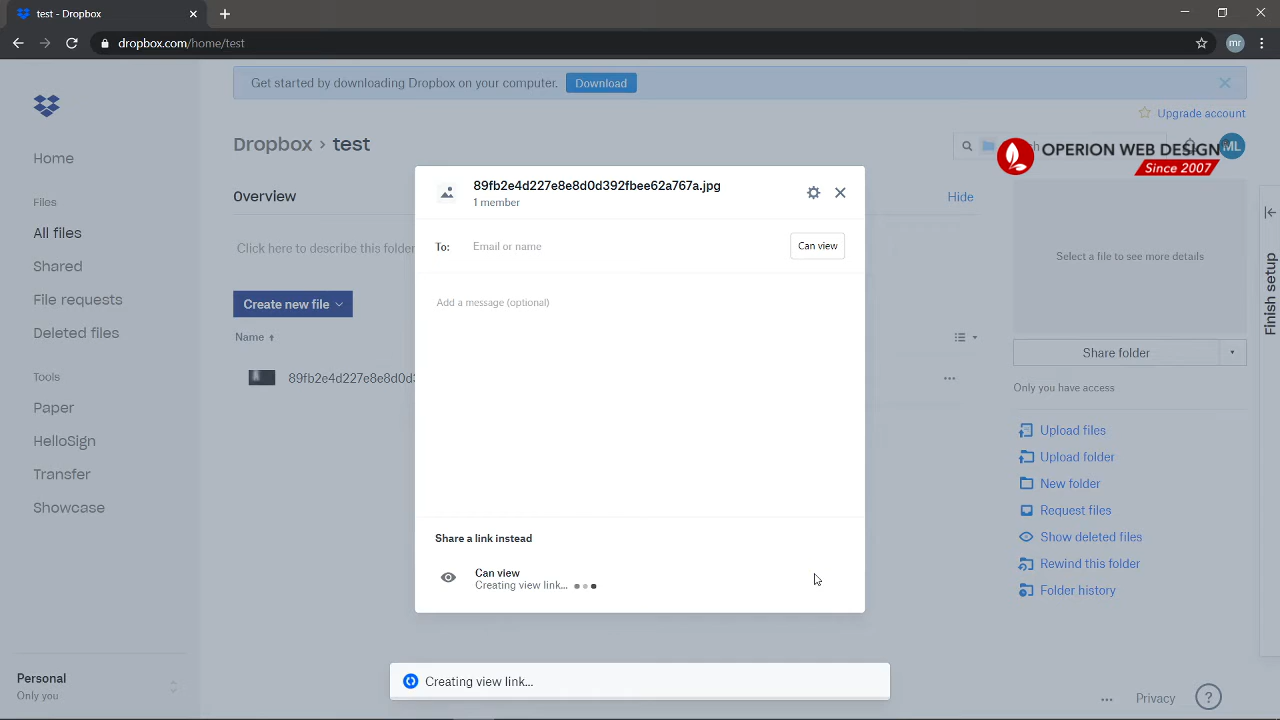 test - Dropbox
dropbox.com/home/test
mr
Get started by downloading Dropbox on your computer.
Download
Upgrade account
Dropbox › test
OPERION WEB DESIGN
Since 2007
ML
Home
Files
All files
Shared
File requests
Deleted files
Tools
Paper
HelloSign
Transfer
Showcase
Personal
Only you
Overview
Hide
Click here to describe this folder
Create new file
Name
89fb2e4d227e8e8d0d3
89fb2e4d227e8e8d0d392fbee62a767a.jpg
1 member
To:
Email or name
Can view
Add a message (optional)
Share a link instead
Can view
Creating view link...
Creating view link...
Select a file to see more details
Share folder
Only you have access
Upload files
Upload folder
New folder
Request files
Show deleted files
Rewind this folder
Folder history
Finish setup
Privacy
?